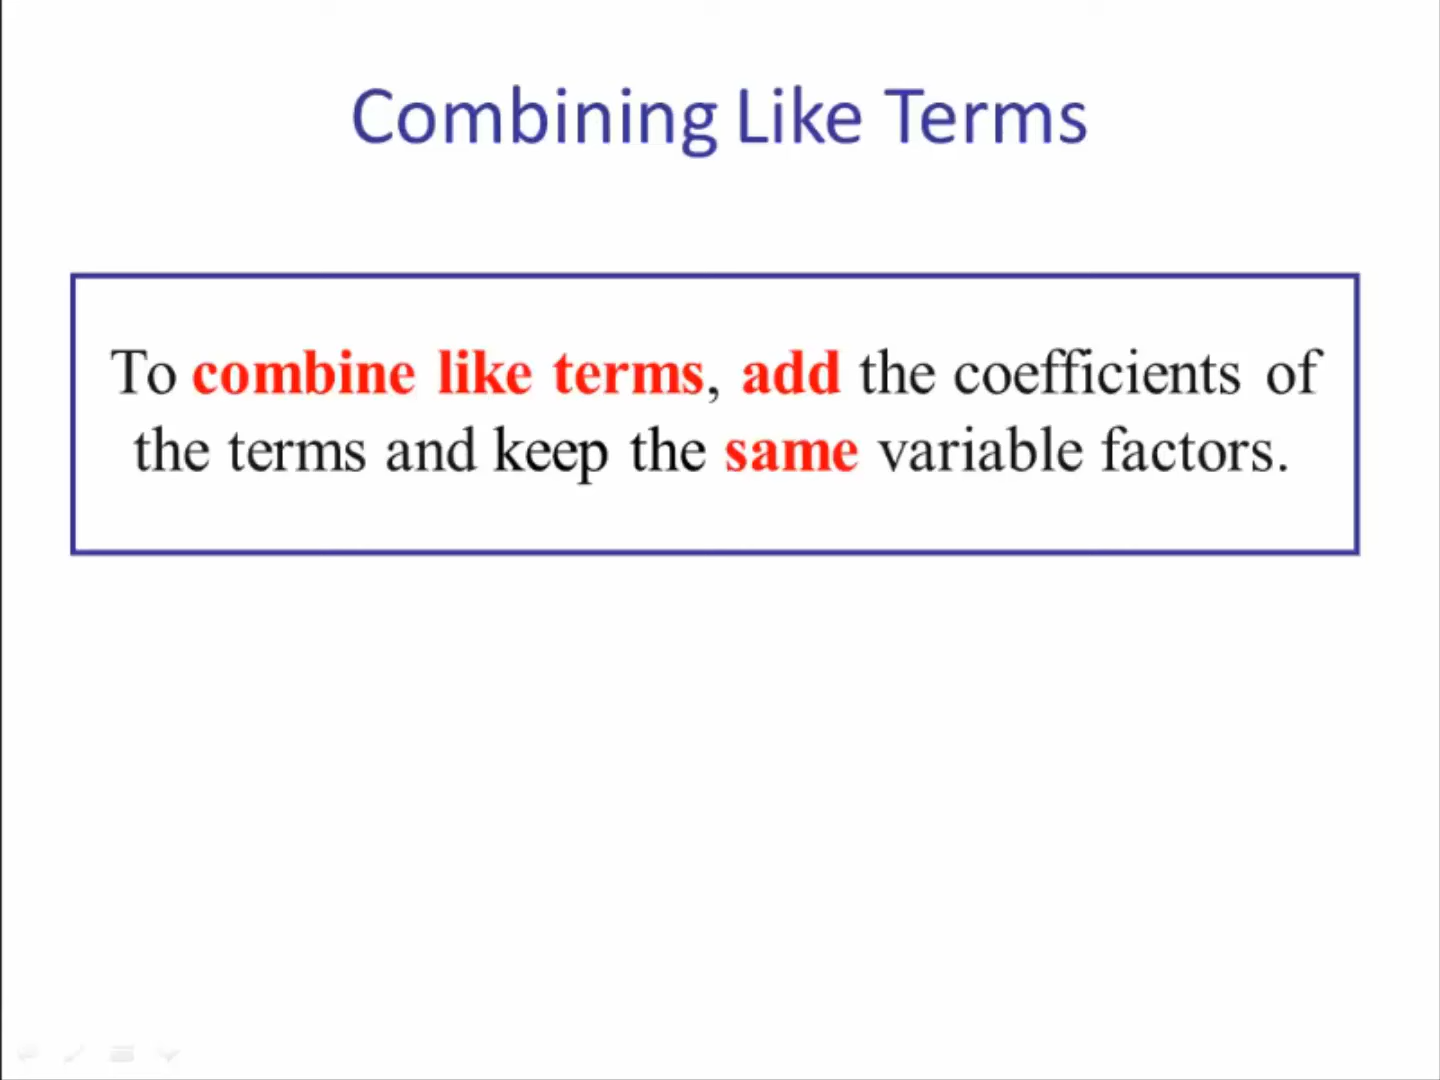 Combining Like Terms
To combine like terms, add the coefficients of
the terms and keep the same variable factors.